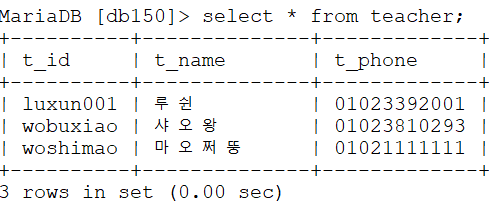 MariaDB [db150]> select * from teacher;
+----------+--------------+-------------+
| t_id     | t_name       | t_phone     |
+----------+--------------+-------------+
| luxun001 | 루 쉰 | 01023392001 |
| wobuxiao | 샤 오 왕 | 01023810293 |
| woshimao | 마 오 쩌 뚱 | 01021111111 |
+----------+--------------+-------------+
3 rows in set (0.00 sec)